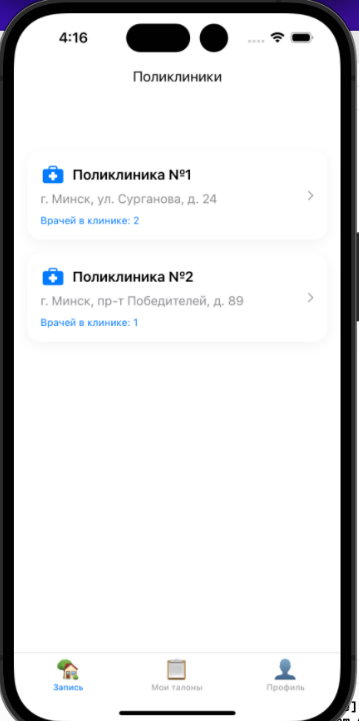 4:16
Поликлиники
Поликлиника №1
г. Минск, ул. Сурганова, д. 24
Врачей в клинике: 2
Поликлиника №2
г. Минск, пр-т Победителей, д. 89
Врачей в клинике: 1
Запись
Мои талоны
Профиль